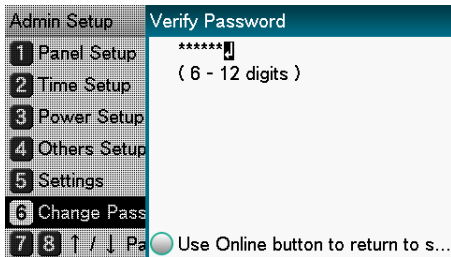 Admin Setup
1 Panel Setup
2 Time Setup
3 Power Setup
4 Others Setup
5 Settings
6 Change Pass
7 8 ↑ / ↓ Pa
Verify Password
******
( 6 - 12 digits )
Use Online button to return to s...